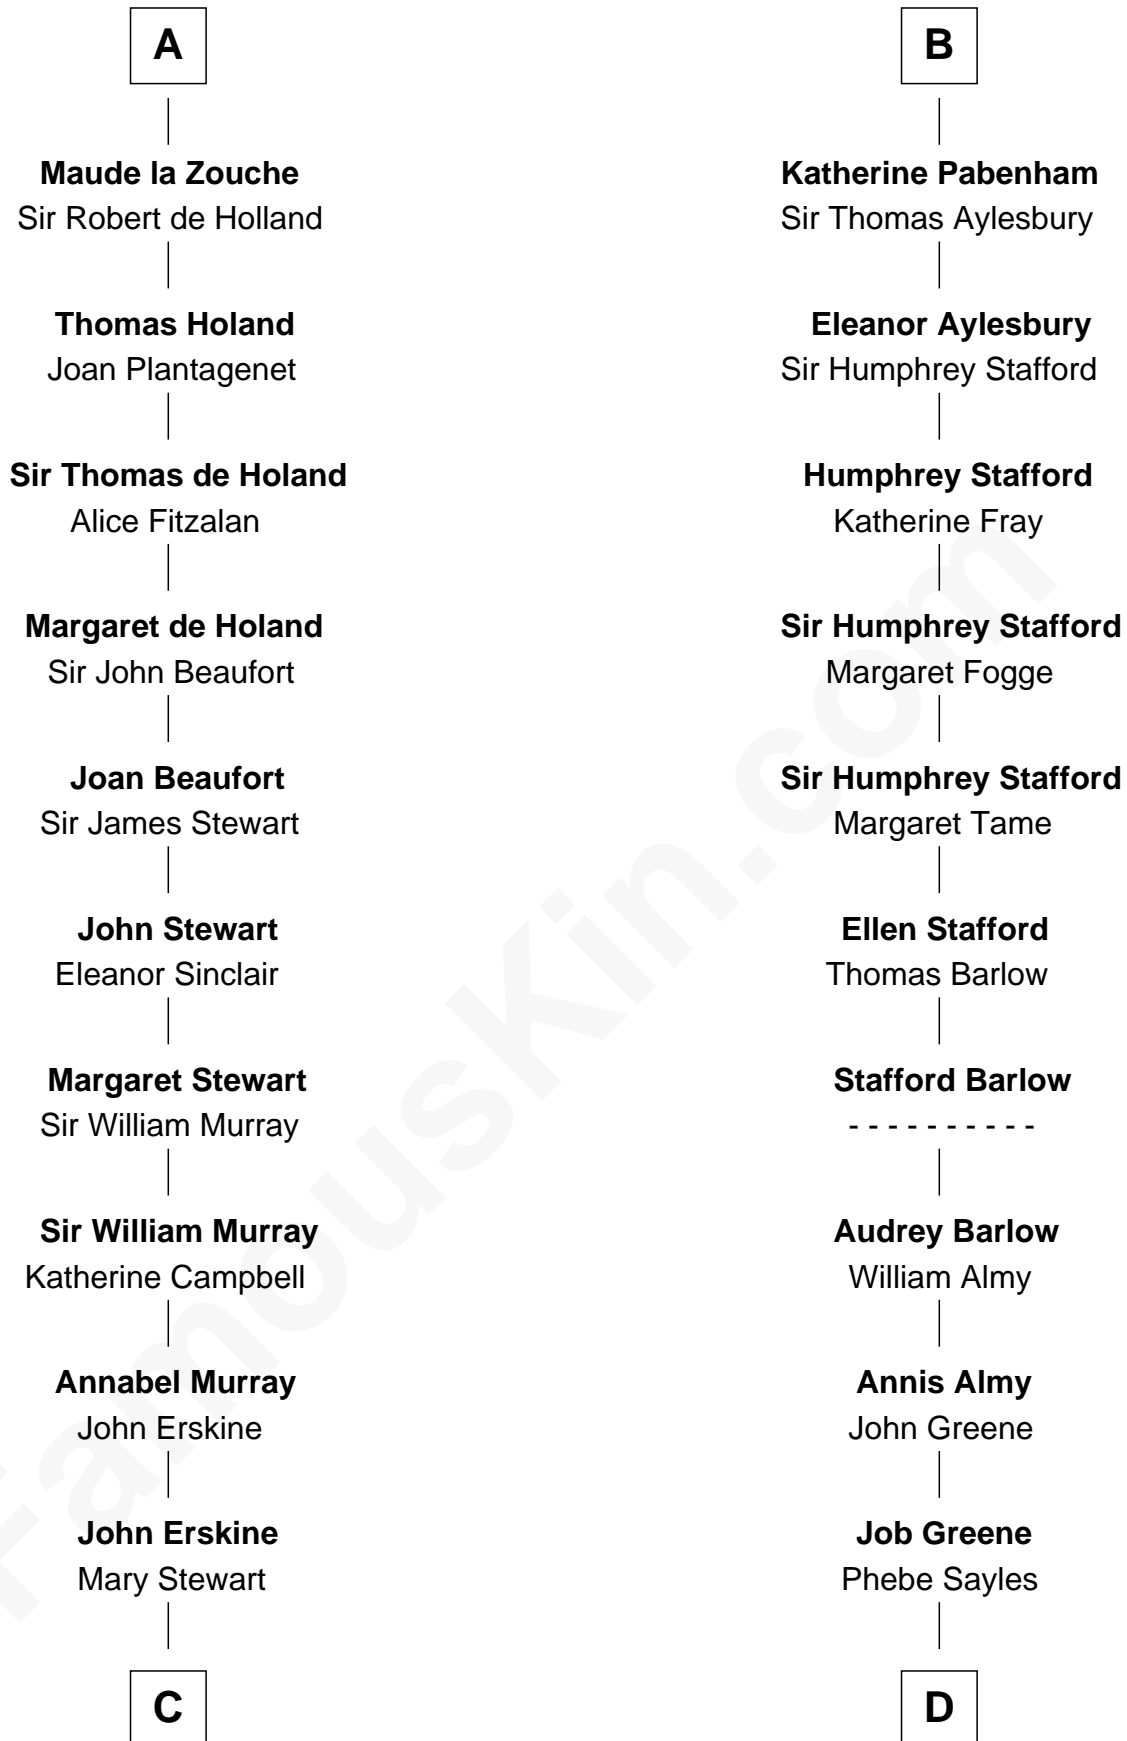 A
Maude la Zouche
Sir Robert de Holland
Thomas Holand
Joan Plantagenet
Sir Thomas de Holand
Alice Fitzalan
Margaret de Holand
Sir John Beaufort
Joan Beaufort
Sir James Stewart
John Stewart
Eleanor Sinclair
Margaret Stewart
Sir William Murray
Sir William Murray
Katherine Campbell
Annabel Murray
John Erskine
John Erskine
Mary Stewart
C
B
Katherine Pabenham
Sir Thomas Aylesbury
Eleanor Aylesbury
Sir Humphrey Stafford
Humphrey Stafford
Katherine Fray
Sir Humphrey Stafford
Margaret Fogge
Sir Humphrey Stafford
Margaret Tame
Ellen Stafford
Thomas Barlow
Stafford Barlow
- - - - - - - - - -
Audrey Barlow
William Almy
Annis Almy
John Greene
Job Greene
Phebe Sayles
D
FamousKin.com